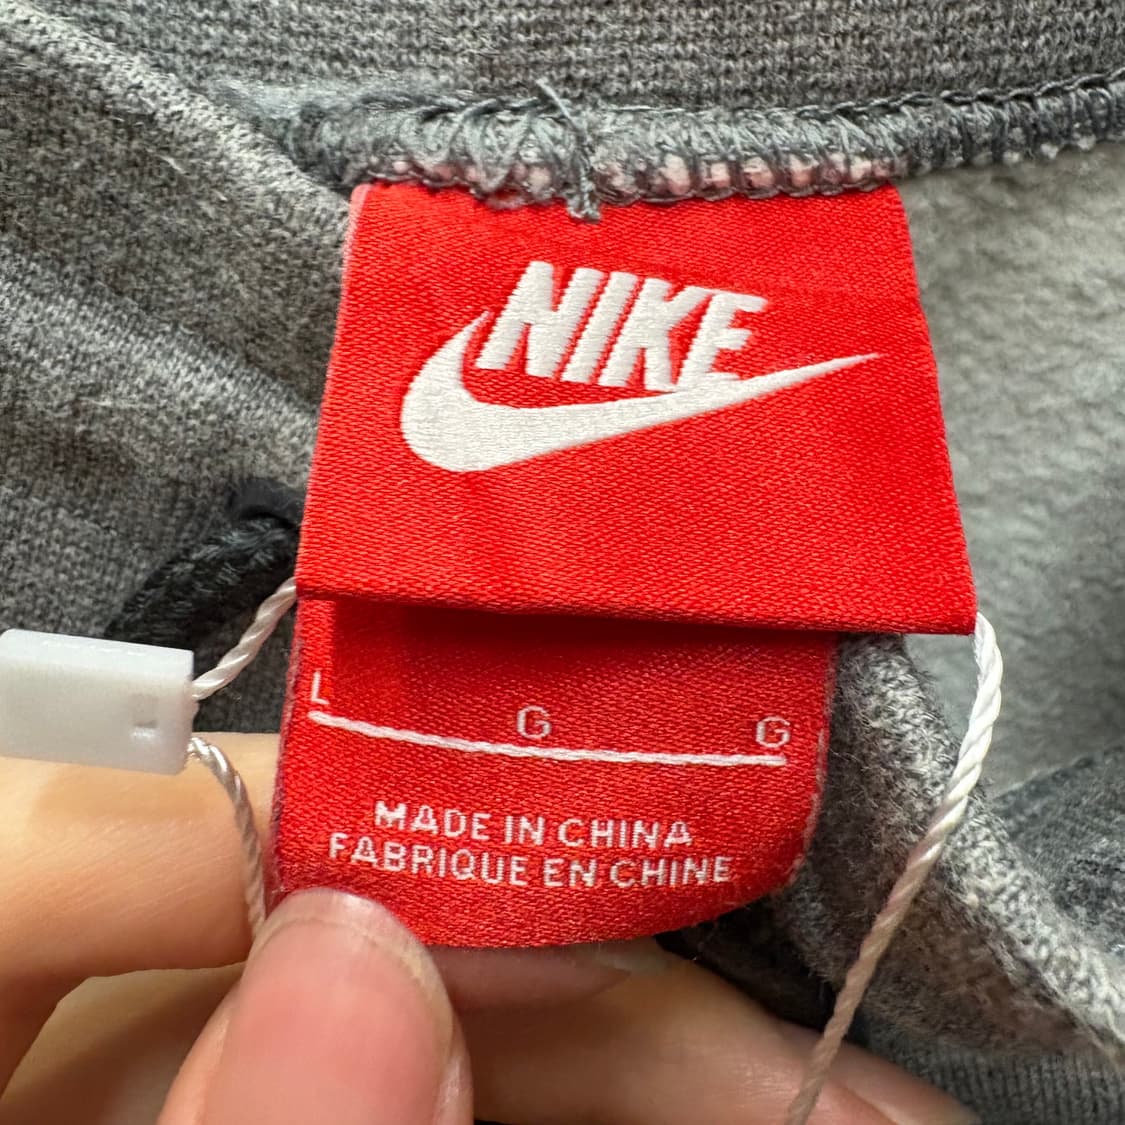 NIKE
L G G
MADE IN CHINA
FABRIQUE EN CHINE